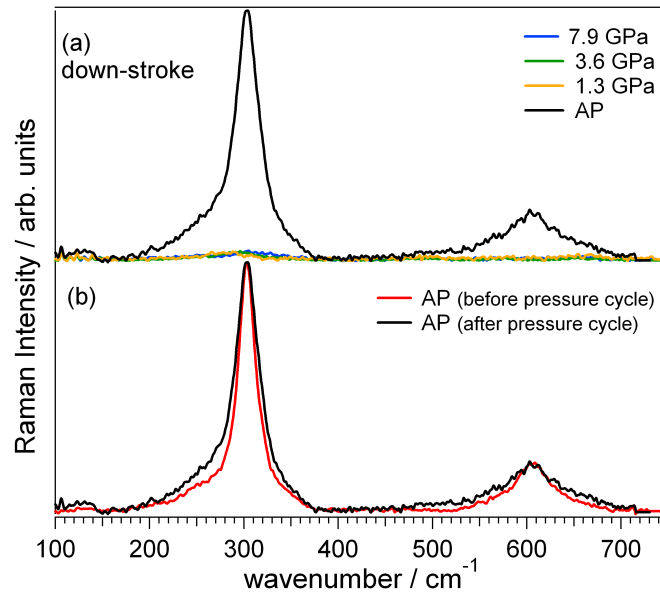 (a)
down-stroke
7.9 GPa
3.6 GPa
1.3 GPa
AP
(b)
AP (before pressure cycle)
AP (after pressure cycle)
Raman Intensity / arb. units
100 200 300 400 500 600 700
wavenumber / cm-1